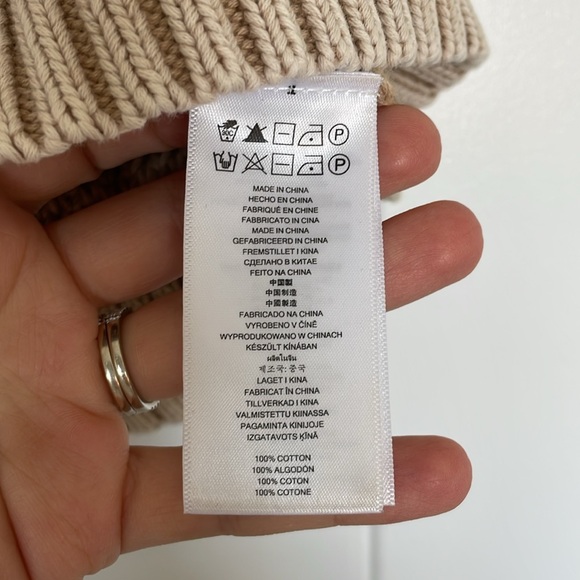 30C P
P
MADE IN CHINA
HECHO EN CHINA
FABRIQUÉ EN CHINE
FABBRICATO IN CINA
MADE IN CHINA
GEFABRICEERD IN CHINA
FREMSTILLET I KINA
СДЕЛАНО В КИТАЕ
FEITO NA CHINA
中国製
中国制造
中國製造
FABRICADO NA CHINA
VYROBENO V ČÍNĚ
WYPRODUKOWANO W CHINACH
KÉSZÜLT KÍNÁBAN
ผลิตในจีน
제조국: 중국
LAGET I KINA
FABRICAT ÎN CHINA
TILLVERKAD I KINA
VALMISTETTU KIINASSA
PAGAMINTA KINIJOJE
IZGATAVOTS ĶĪNĀ
100% COTTON
100% ALGODÓN
100% COTON
100% COTONE